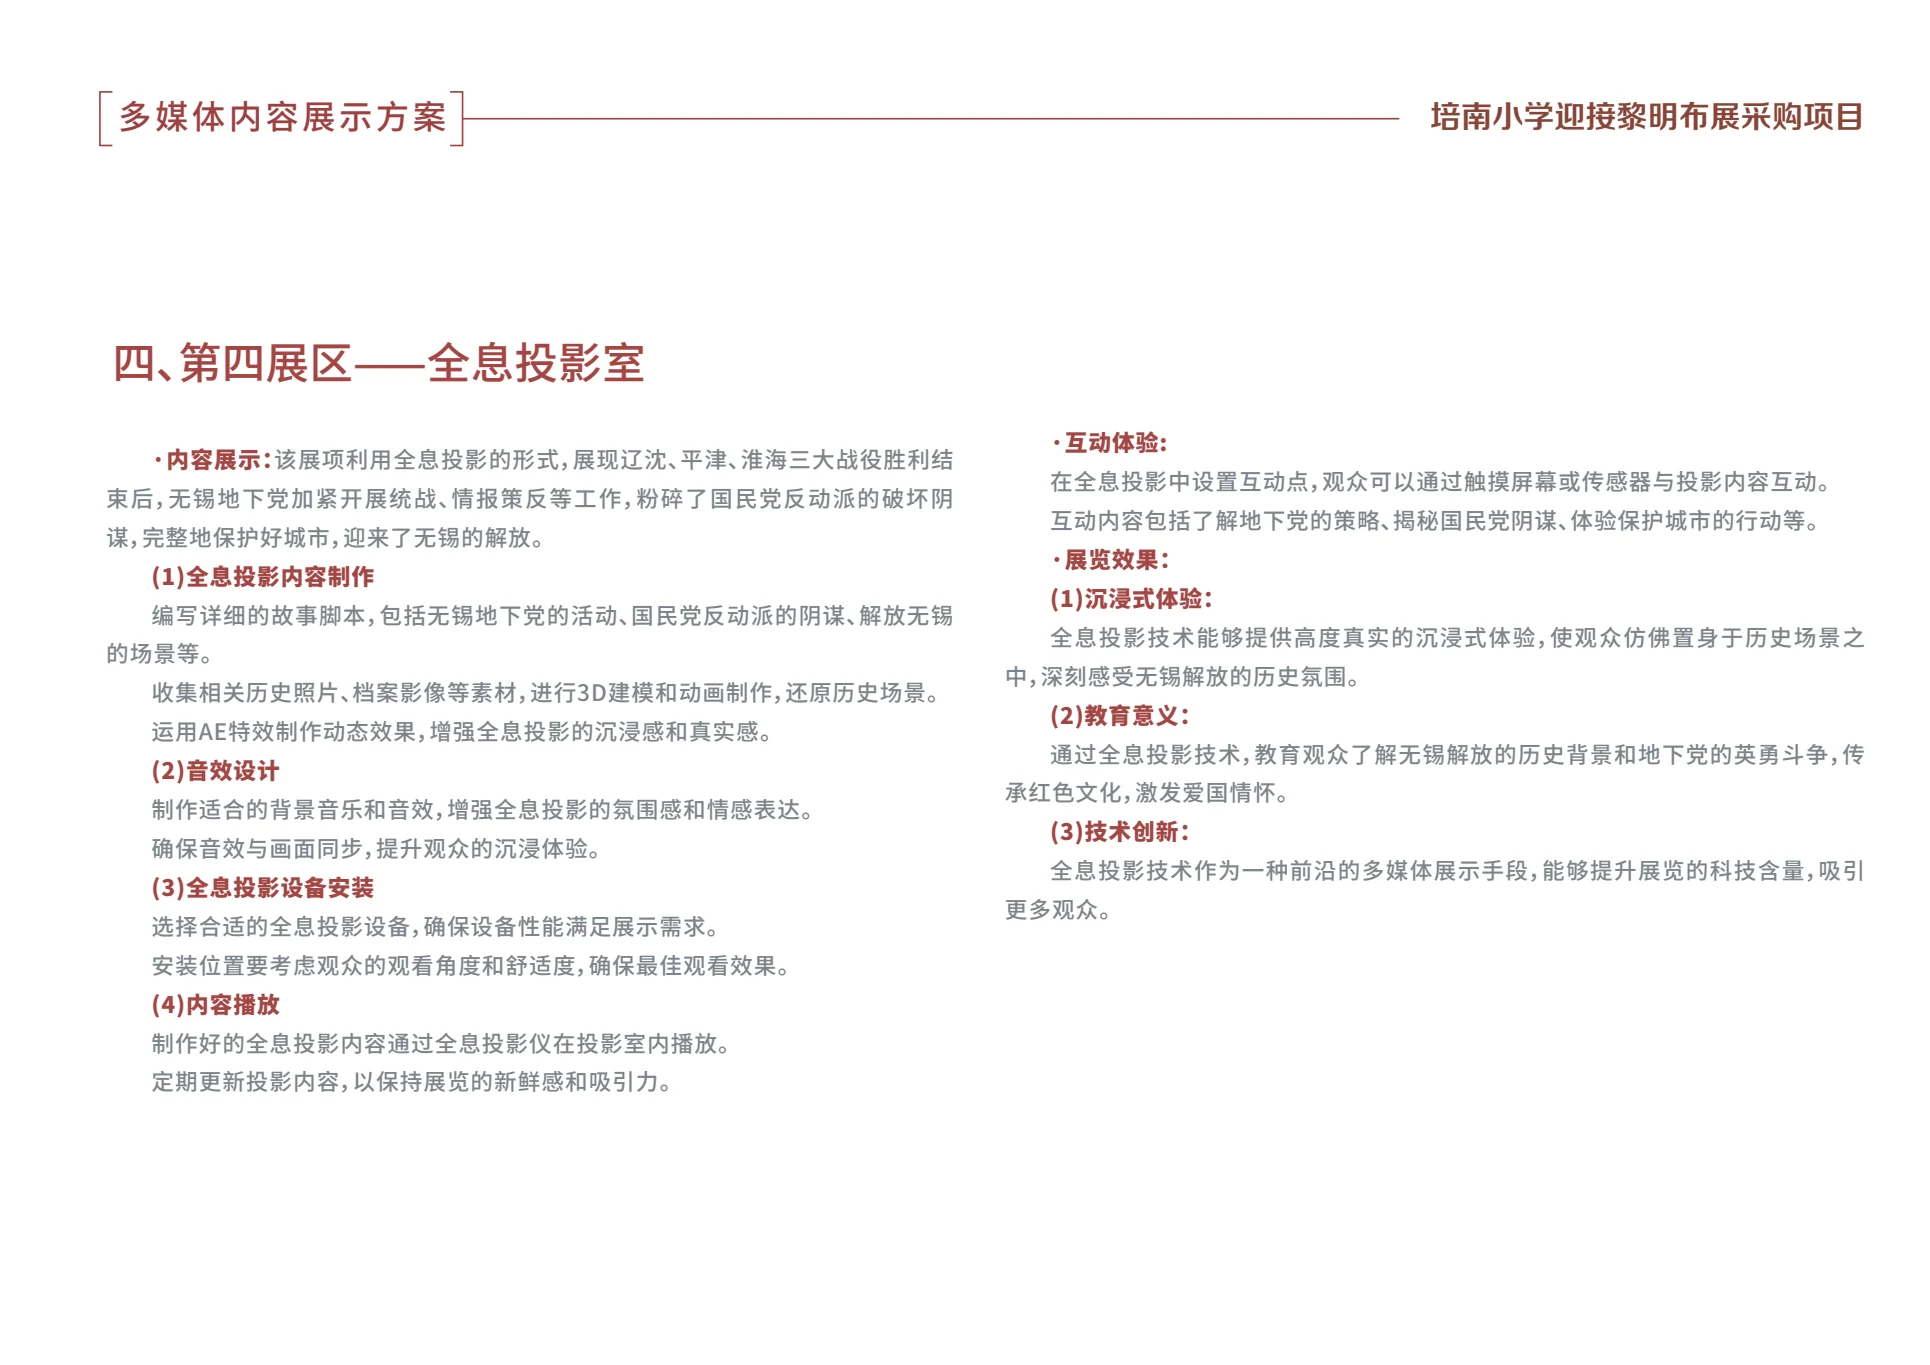 多媒体内容展示方案
培南小学迎接黎明布展采购项目
四、第四展区——全息投影室
·内容展示：该展项利用全息投影的形式，展现辽沈、平津、淮海三大战役胜利结
束后，无锡地下党加紧开展统战、情报策反等工作，粉碎了国民党反动派的破坏阴
谋，完整地保护好城市，迎来了无锡的解放。
(1)全息投影内容制作
编写详细的故事脚本，包括无锡地下党的活动、国民党反动派的阴谋、解放无锡
的场景等。
收集相关历史照片、档案影像等素材，进行3D建模和动画制作，还原历史场景。
运用AE特效制作动态效果，增强全息投影的沉浸感和真实感。
(2)音效设计
制作适合的背景音乐和音效，增强全息投影的氛围感和情感表达。
确保音效与画面同步，提升观众的沉浸体验。
(3)全息投影设备安装
选择合适的全息投影设备，确保设备性能满足展示需求。
安装位置要考虑观众的观看角度和舒适度，确保最佳观看效果。
(4)内容播放
制作好的全息投影内容通过全息投影仪在投影室内播放。
定期更新投影内容，以保持展览的新鲜感和吸引力。
·互动体验：
在全息投影中设置互动点，观众可以通过触摸屏幕或传感器与投影内容互动。
互动内容包括了解地下党的策略、揭秘国民党阴谋、体验保护城市的行动等。
·展览效果：
(1)沉浸式体验：
全息投影技术能够提供高度真实的沉浸式体验，使观众仿佛置身于历史场景之
中，深刻感受无锡解放的历史氛围。
(2)教育意义：
通过全息投影技术，教育观众了解无锡解放的历史背景和地下党的英勇斗争，传
承红色文化，激发爱国情怀。
(3)技术创新：
全息投影技术作为一种前沿的多媒体展示手段，能够提升展览的科技含量，吸引
更多观众。